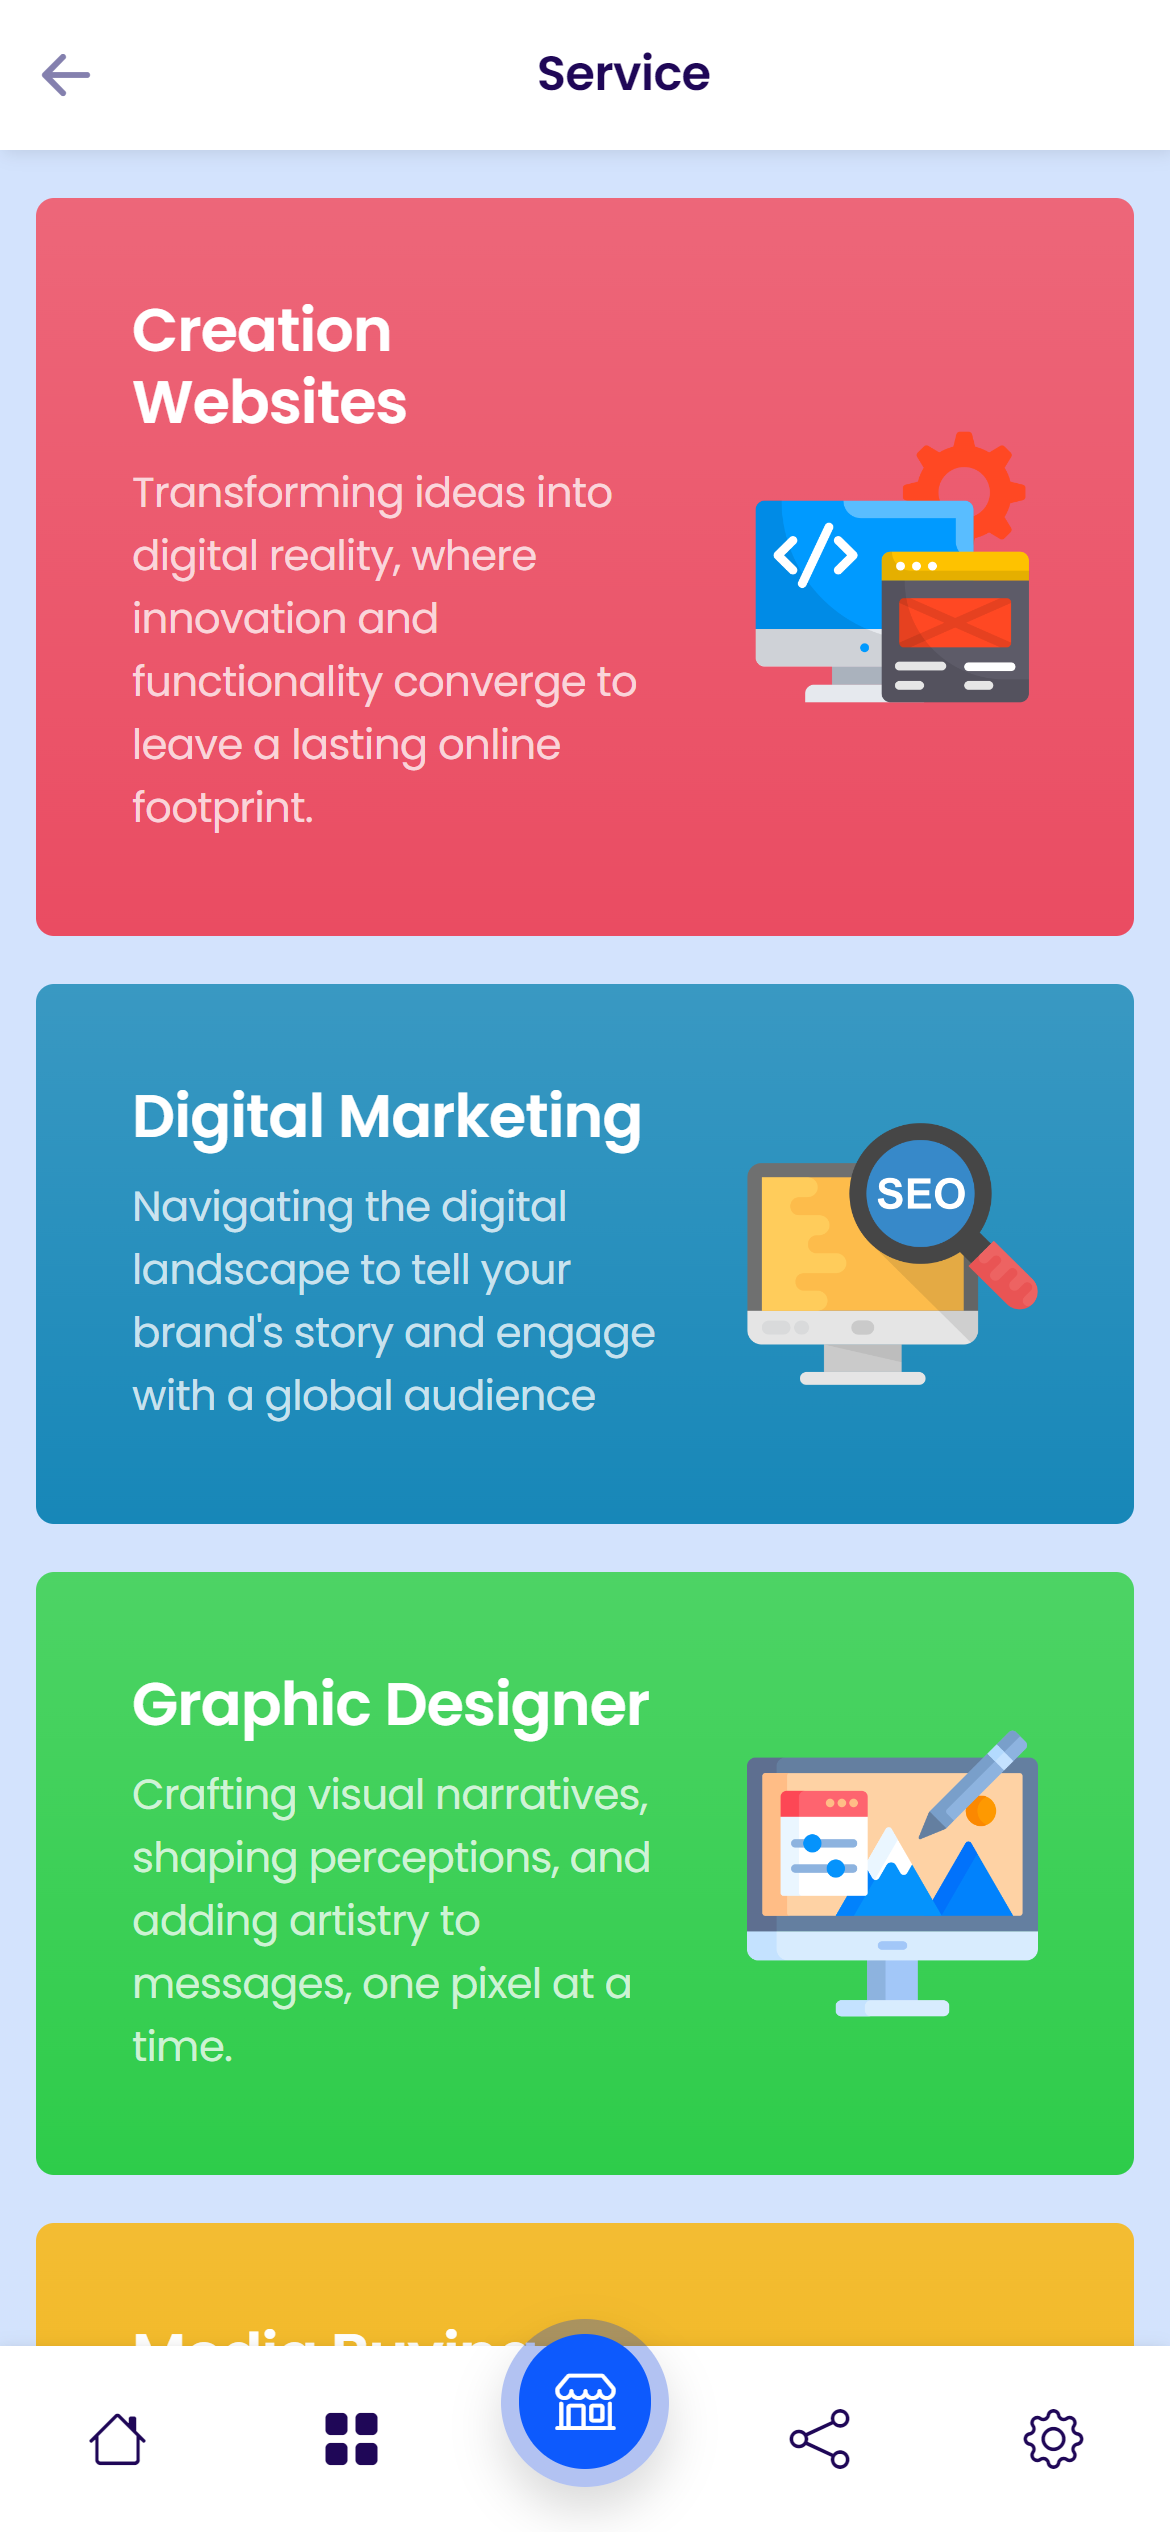 Service
Creation
Websites
Transforming ideas into
digital reality, where
innovation and
functionality converge to
leave a lasting online
footprint.
Digital Marketing
Navigating the digital
landscape to tell your
brand's story and engage
with a global audience
SEO
Graphic Designer
Crafting visual narratives,
shaping perceptions, and
adding artistry to
messages, one pixel at a
time.
Media Buying